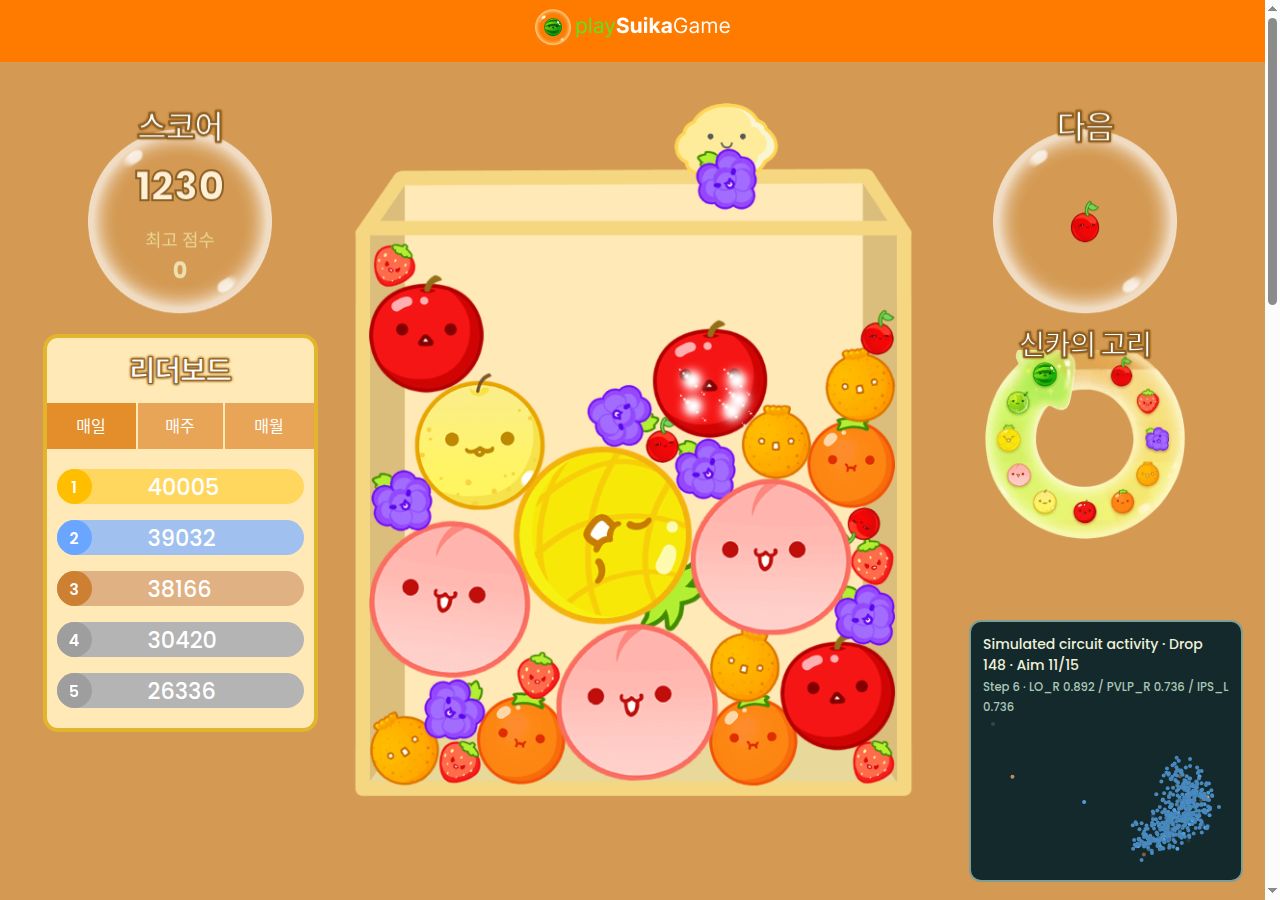 playSuikaGame
스코어
1230
최고 점수
0
다음
신카의 고리
리더보드
매일 매주 매월
1 40005
2 39032
3 38166
4 30420
5 26336
Simulated circuit activity · Drop
148 · Aim 11/15
Step 6 · LO_R 0.892 / PVLP_R 0.736 / IPS_L
0.736